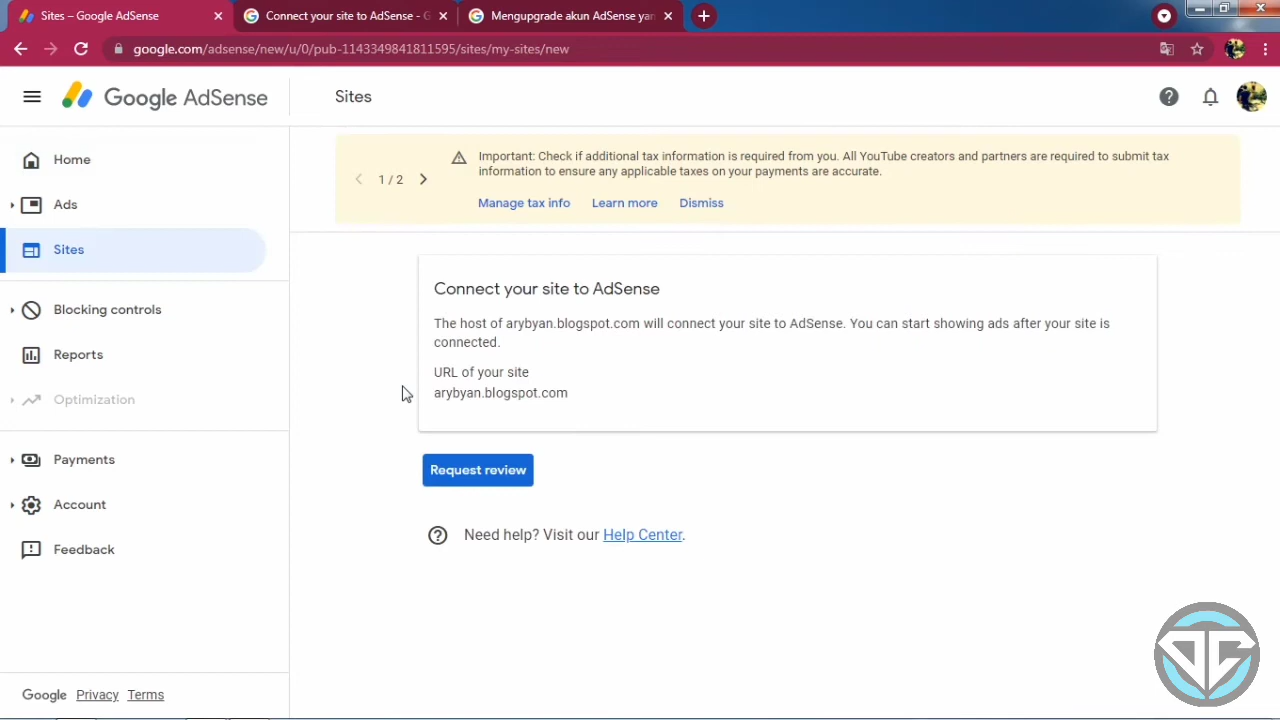 Sites – Google AdSense
Connect your site to AdSense - G
Mengupgrade akun AdSense yan
google.com/adsense/new/u/0/pub-1143349841811595/sites/my-sites/new
Google AdSense
Sites
Home
Ads
Sites
Blocking controls
Reports
Optimization
Payments
Account
Feedback
Google Privacy Terms
1 / 2
Important: Check if additional tax information is required from you. All YouTube creators and partners are required to submit tax
information to ensure any applicable taxes on your payments are accurate.
Manage tax info Learn more Dismiss
Connect your site to AdSense
The host of arybyan.blogspot.com will connect your site to AdSense. You can start showing ads after your site is
connected.
URL of your site
arybyan.blogspot.com
Request review
Need help? Visit our Help Center.